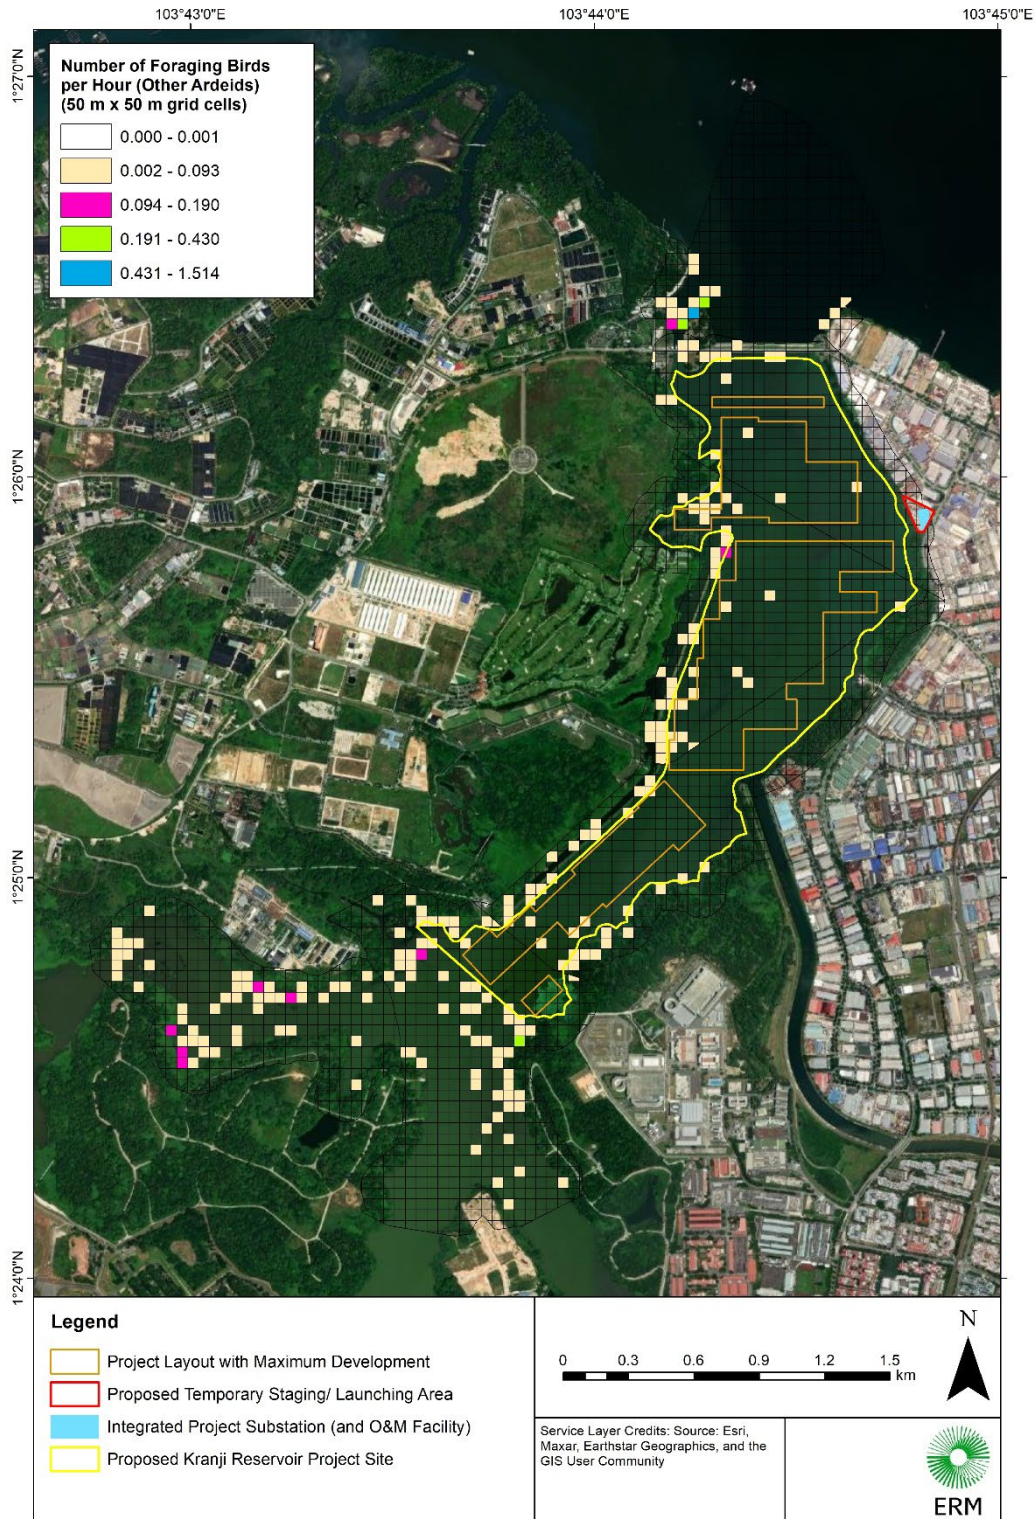 103°43'0"E
103°44'0"E
103°45'0"E
1°27'0"N
1°26'0"N
1°25'0"N
1°24'0"N
Number of Foraging Birds
per Hour (Other Ardeids)
(50 m x 50 m grid cells)
0.000 - 0.001
0.002 - 0.093
0.094 - 0.190
0.191 - 0.430
0.431 - 1.514
Legend
Project Layout with Maximum Development
Proposed Temporary Staging/ Launching Area
Integrated Project Substation (and O&M Facility)
Proposed Kranji Reservoir Project Site
0 0.3 0.6 0.9 1.2 1.5
km
N
Service Layer Credits: Source: Esri,
Maxar, Earthstar Geographics, and the
GIS User Community
ERM